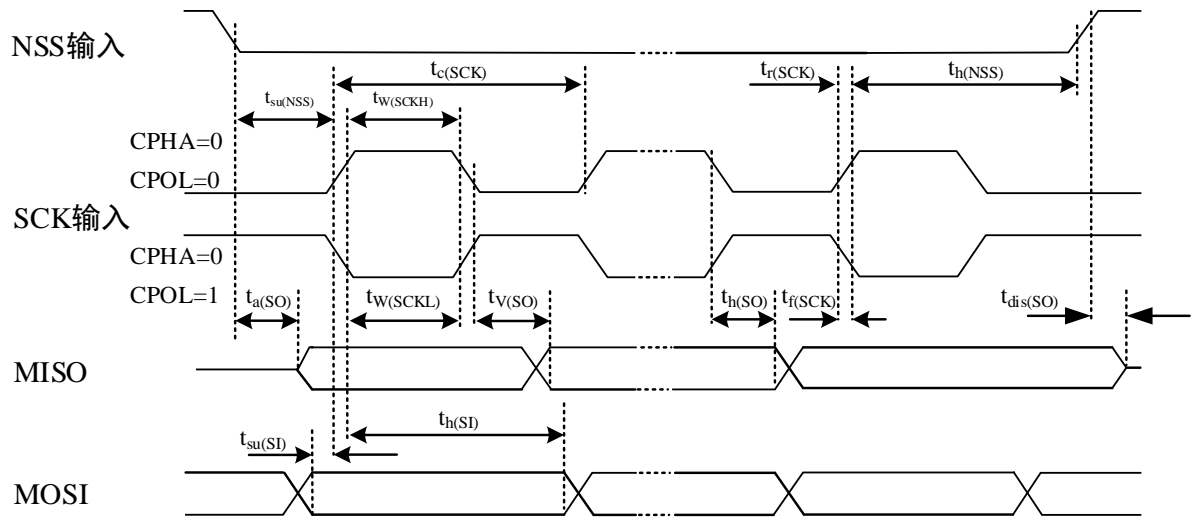 NSS输入
tc(SCK)
tr(SCK)
th(NSS)
tsu(NSS)
tW(SCKH)
CPHA=0
CPOL=0
SCK输入
CPHA=0
CPOL=1
ta(SO)
tW(SCKL)
tV(SO)
th(SO)
tf(SCK)
tdis(SO)
MISO
tsu(SI)
th(SI)
MOSI